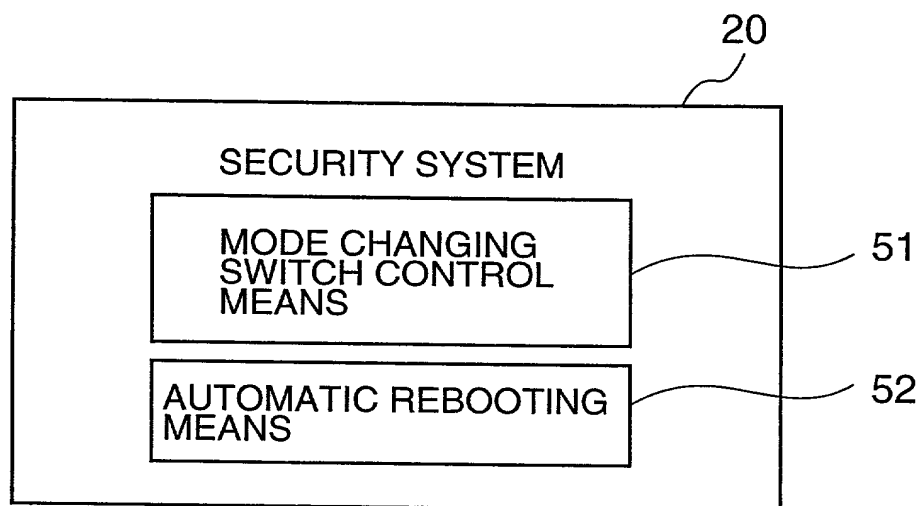 20
SECURITY SYSTEM
MODE CHANGING
SWITCH CONTROL
MEANS
51
AUTOMATIC REBOOTING
MEANS
52